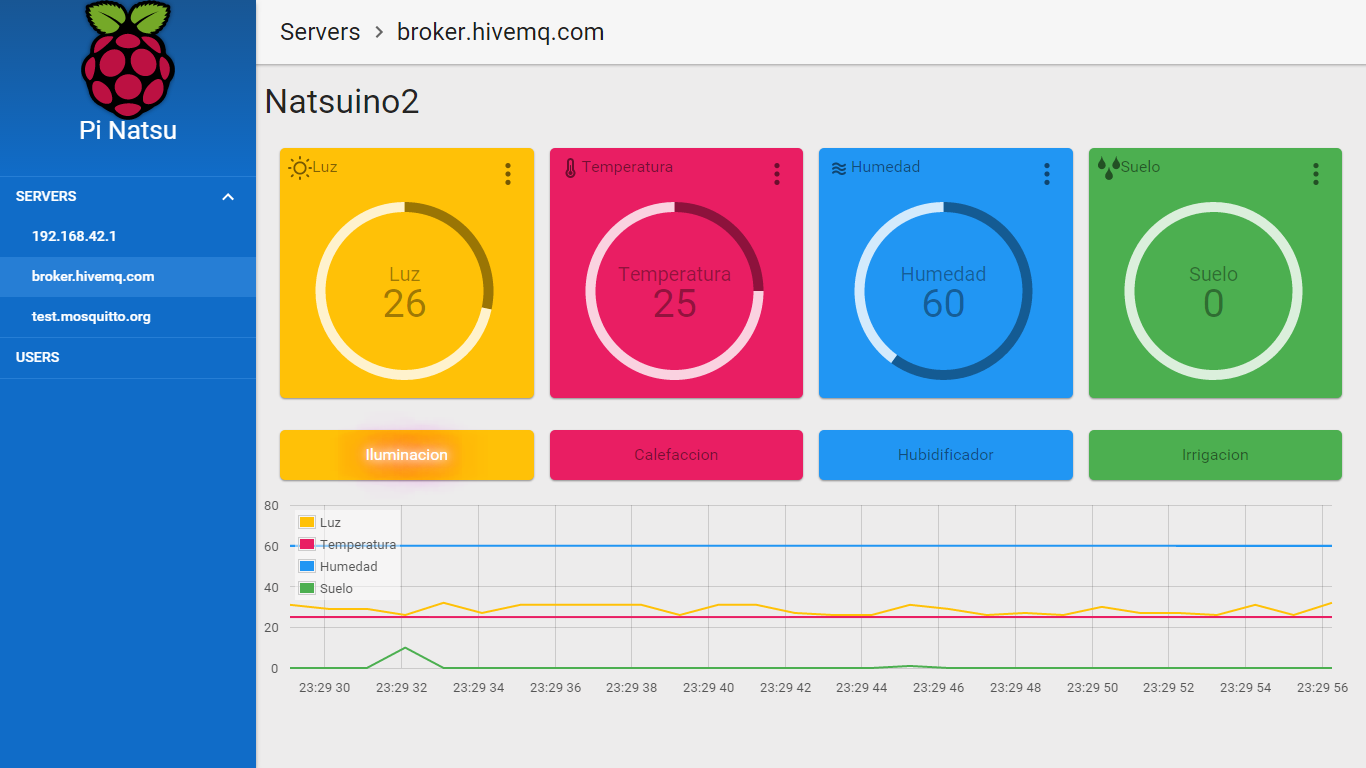 Pi Natsu
SERVERS
192.168.42.1
broker.hivemq.com
test.mosquitto.org
USERS
Servers > broker.hivemq.com
Natsuino2
Luz
Luz
26
Temperatura
Temperatura
25
Humedad
Humedad
60
Suelo
Suelo
0
Iluminacion
Calefaccion
Hubidificador
Irrigacion
80
60
40
20
0
Luz
Temperatura
Humedad
Suelo
23:29 30 23:29 32 23:29 34 23:29 36 23:29 38 23:29 40 23:29 42 23:29 44 23:29 46 23:29 48 23:29 50 23:29 52 23:29 54 23:29 56